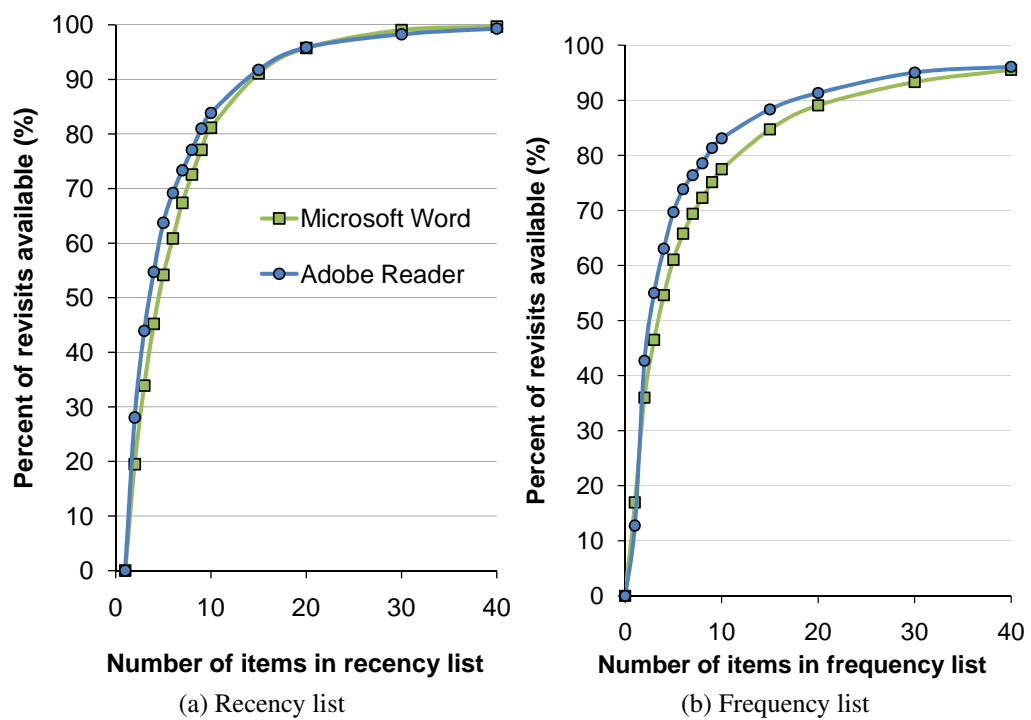 Percent of revisits available (%)
100
90
80
70
60
50
40
30
20
10
0
0 10 20 30 40
Microsoft Word
Adobe Reader
Number of items in recency list
(a) Recency list
Percent of revisits available (%)
100
90
80
70
60
50
40
30
20
10
0
0 10 20 30 40
Number of items in frequency list
(b) Frequency list